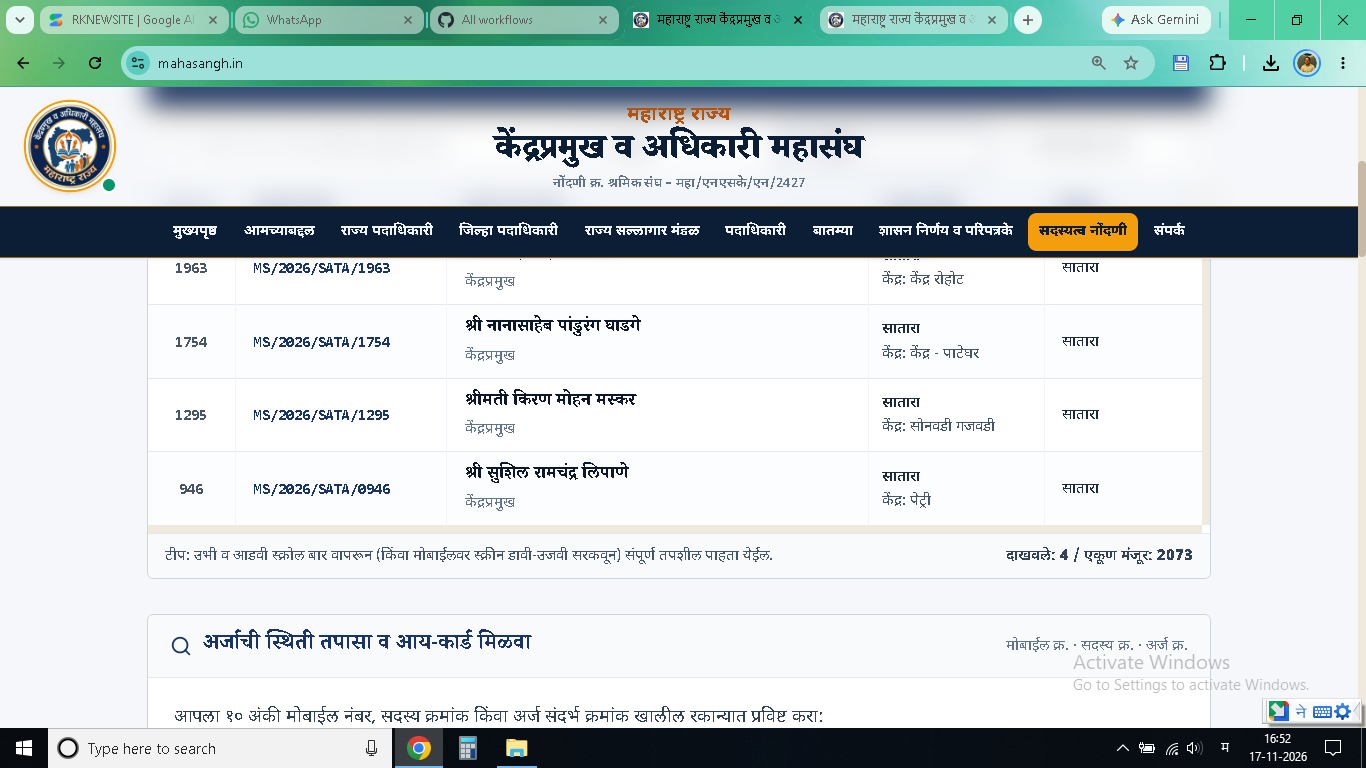 RKNEWSITE | Google AI
WhatsApp
All workflows
महाराष्ट्र राज्य केंद्रप्रमुख व अ
महाराष्ट्र राज्य केंद्रप्रमुख व अ
Ask Gemini
mahasangh.in
महाराष्ट्र राज्य
केंद्रप्रमुख व अधिकारी महासंघ
नोंदणी क्र. श्रमिक संघ – महा/एनएसके/एन/2427
मुख्यपृष्ठ आमच्याबद्दल राज्य पदाधिकारी जिल्हा पदाधिकारी राज्य सल्लागार मंडळ पदाधिकारी बातम्या शासन निर्णय व परिपत्रके सदस्यत्व नोंदणी संपर्क
1963 MS/2026/SATA/1963 सातारा
केंद्रप्रमुख केंद्र: केंद्र रोहोट
श्री नानासाहेब पांडुरंग घाडगे सातारा
1754 MS/2026/SATA/1754 सातारा
केंद्रप्रमुख केंद्र: केंद्र - पाटेघर
श्रीमती किरण मोहन मस्कर सातारा
1295 MS/2026/SATA/1295 सातारा
केंद्रप्रमुख केंद्र: सोनवडी गजवडी
श्री सुशिल रामचंद्र लिपाणे सातारा
946 MS/2026/SATA/0946 सातारा
केंद्रप्रमुख केंद्र: पेट्री
टीप: उभी व आडवी स्क्रोल बार वापरून (किंवा मोबाईलवर स्क्रीन डावी-उजवी सरकवून) संपूर्ण तपशील पाहता येईल. दाखवले: 4 / एकूण मंजूर: 2073
अर्जाची स्थिती तपासा व आय-कार्ड मिळवा मोबाईल क्र. · सदस्य क्र. · अर्ज क्र.
Activate Windows
Go to Settings to activate Windows.
आपला १० अंकी मोबाईल नंबर, सदस्य क्रमांक किंवा अर्ज संदर्भ क्रमांक खालील रकान्यात प्रविष्ट करा:
ने
Type here to search
म
16:52
17-11-2026